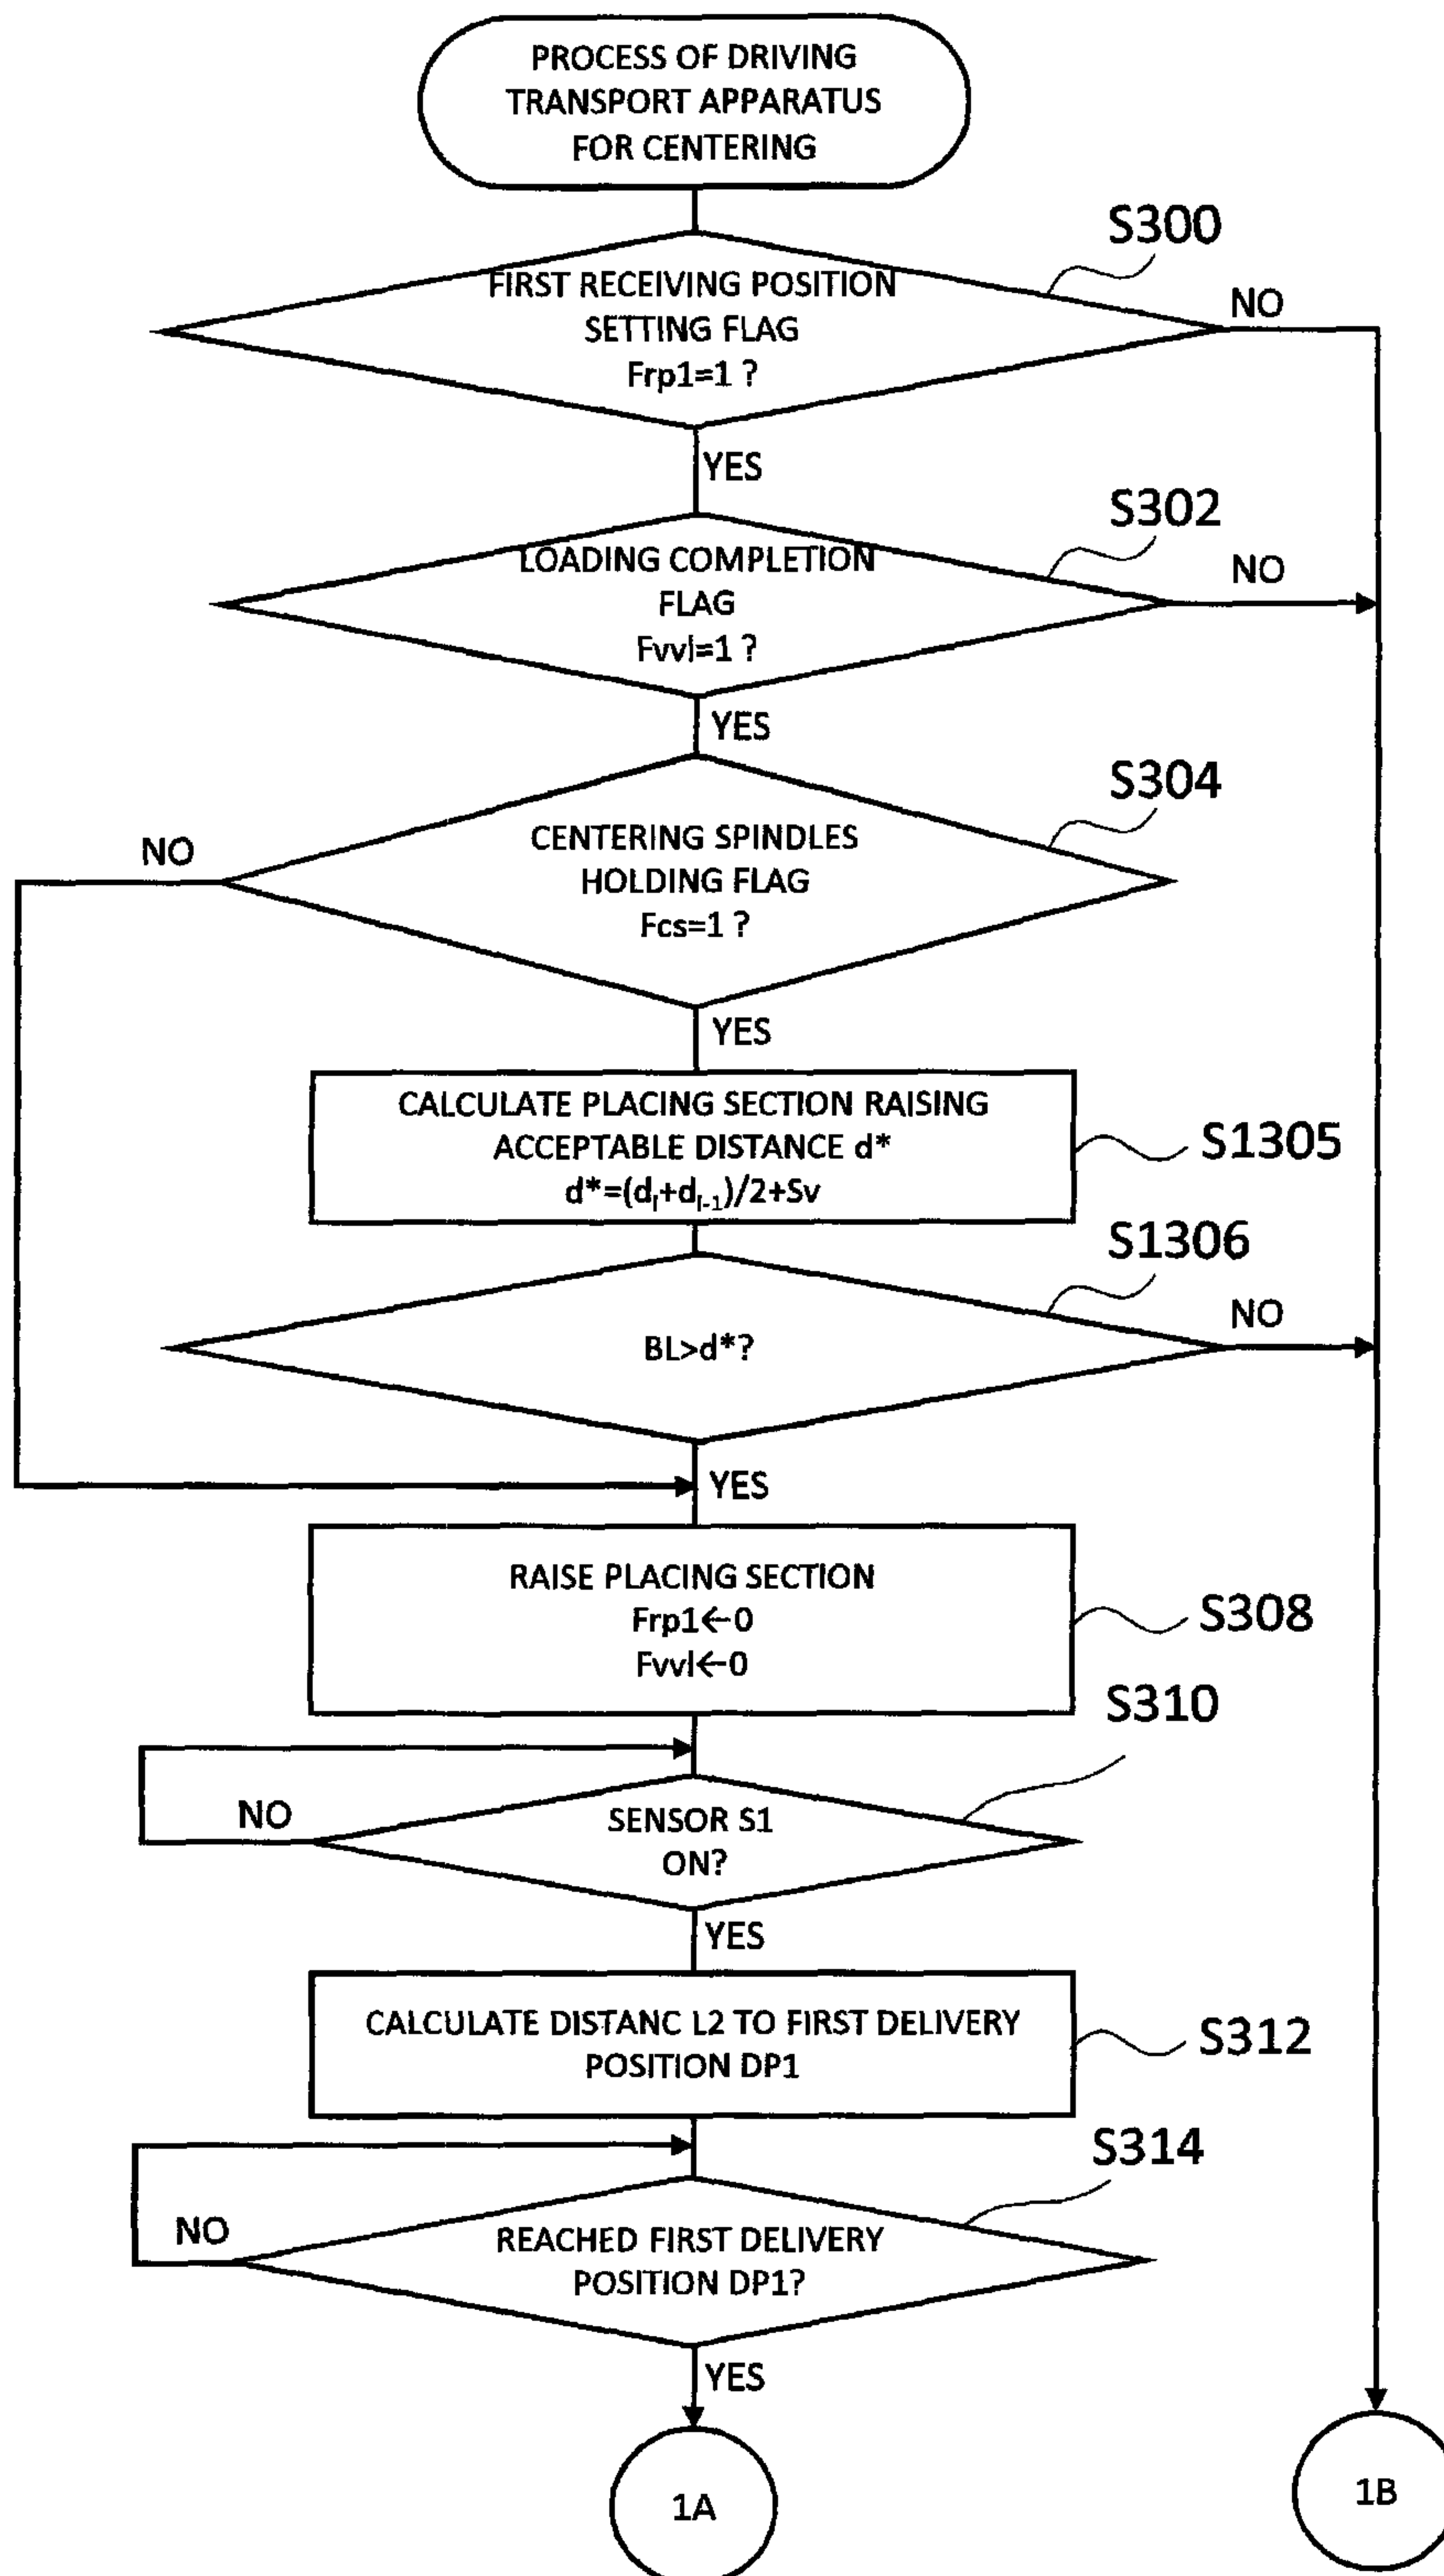 PROCESS OF DRIVING
TRANSPORT APPARATUS
FOR CENTERING
S300
FIRST RECEIVING POSITION
SETTING FLAG
Frp1=1 ?
NO
YES
S302
LOADING COMPLETION
FLAG
Fvvl=1 ?
NO
YES
S304
NO
CENTERING SPINDLES
HOLDING FLAG
Fcs=1 ?
YES
CALCULATE PLACING SECTION RAISING
ACCEPTABLE DISTANCE d*
d*=(dI+dI-1)/2+Sv
S1305
S1306
NO
BL>d*?
YES
RAISE PLACING SECTION
Frp1←0
Fvvl←0
S308
S310
NO
SENSOR S1
ON?
YES
CALCULATE DISTANC L2 TO FIRST DELIVERY
POSITION DP1
S312
S314
NO
REACHED FIRST DELIVERY
POSITION DP1?
YES
1A
1B